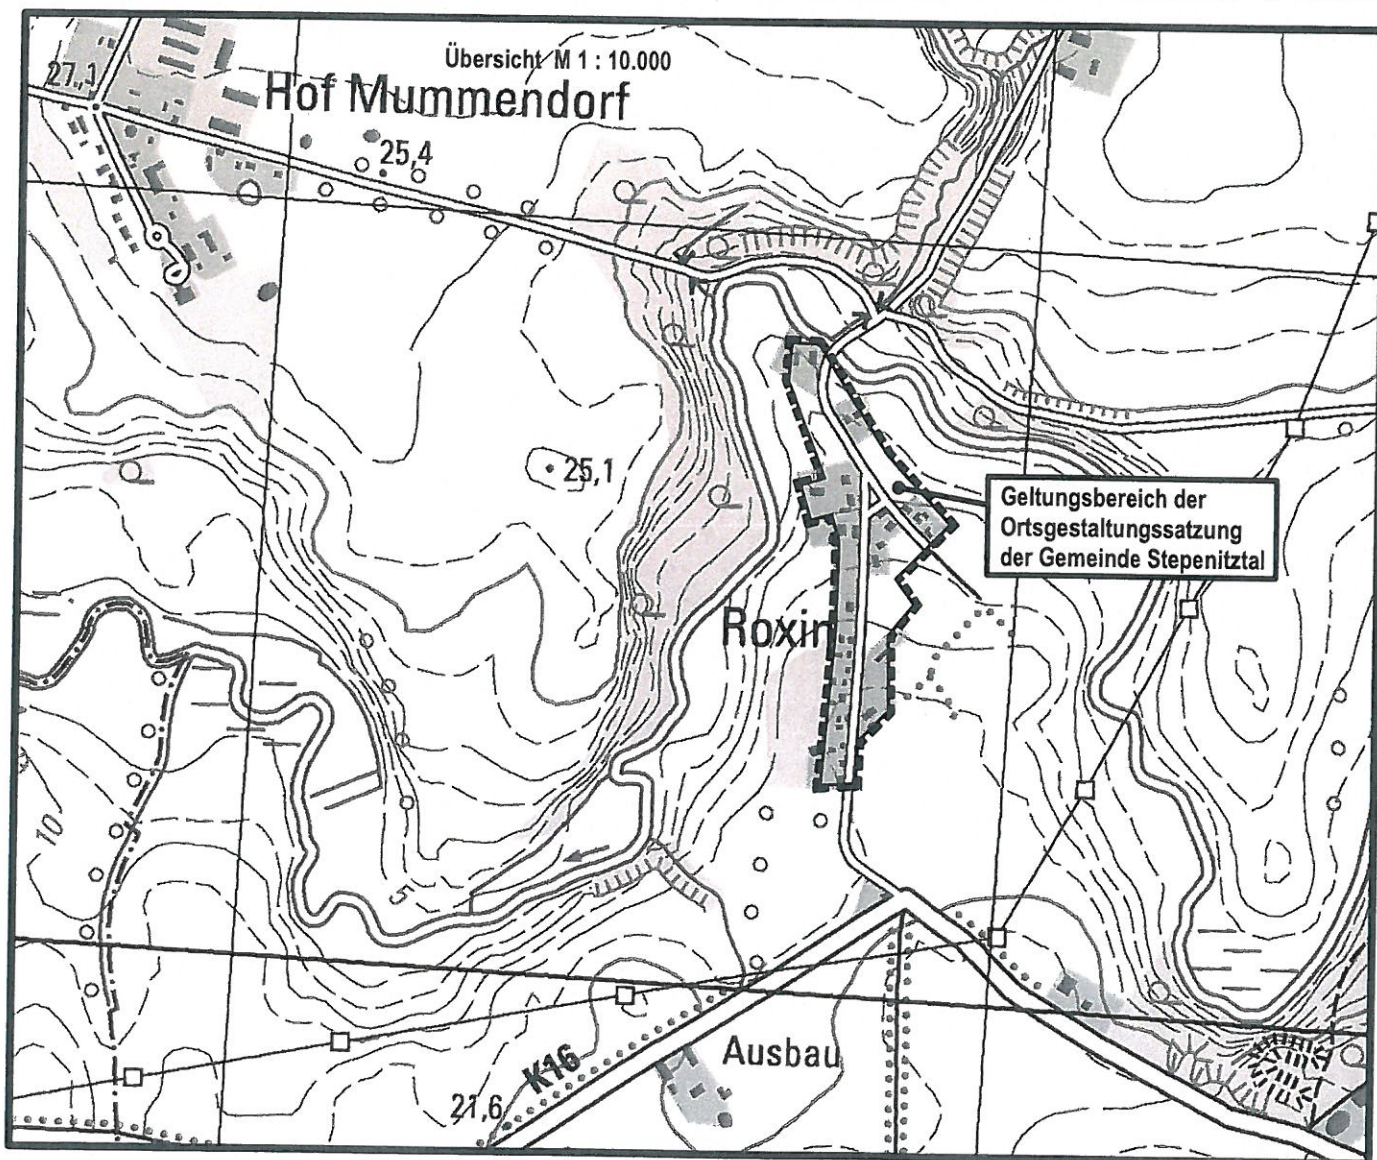 Übersicht M 1 : 10.000
27,1
Hof Mummendorf
25,4
25,1
Geltungsbereich der
Ortsgestaltungssatzung
der Gemeinde Stepenitztal
Roxin
10
5
Ausbau
K16
21,6